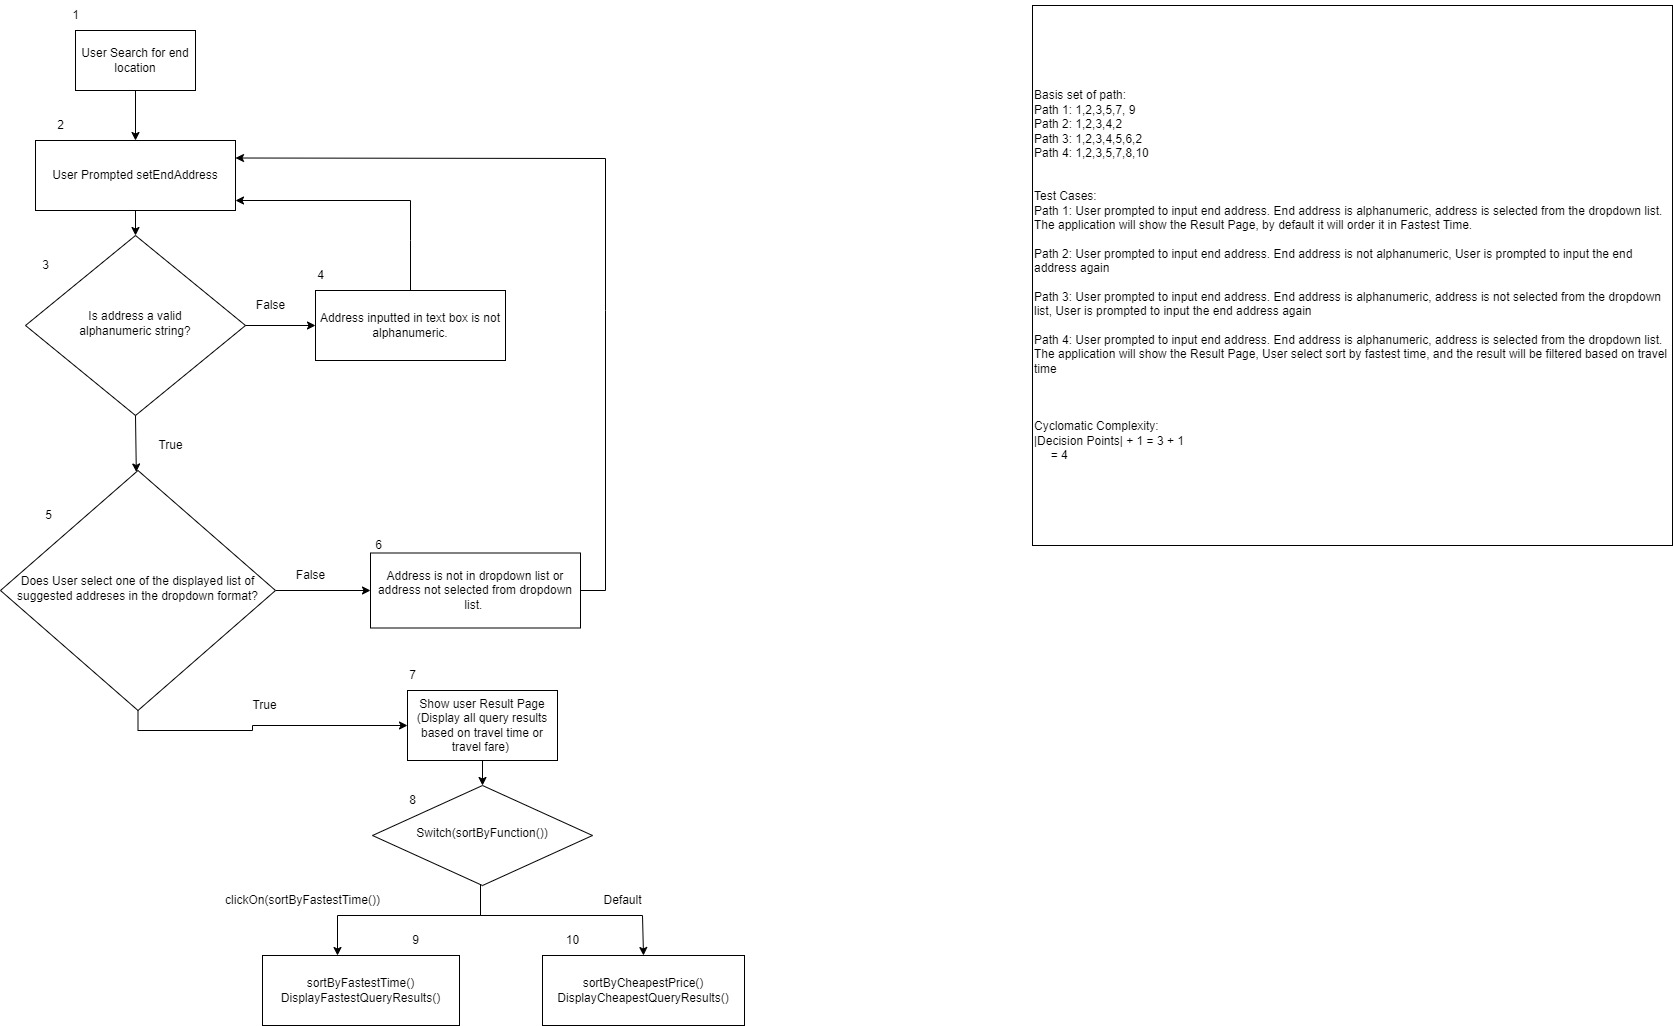 1
User Search for end
location
2
User Prompted setEndAddress
3
Is address a valid
alphanumeric string?
False
4
Address inputted in text box is not
alphanumeric.
True
5
Does User select one of the displayed list of
suggested addreses in the dropdown format?
False
6
Address is not in dropdown list or
address not selected from dropdown
list.
True
7
Show user Result Page
(Display all query results
based on travel time or
travel fare)
8
Switch(sortByFunction())
clickOn(sortByFastestTime())
Default
9
sortByFastestTime()
DisplayFastestQueryResults()
10
sortByCheapestPrice()
DisplayCheapestQueryResults()
Basis set of path:
Path 1: 1,2,3,5,7, 9
Path 2: 1,2,3,4,2
Path 3: 1,2,3,4,5,6,2
Path 4: 1,2,3,5,7,8,10
Test Cases:
Path 1: User prompted to input end address. End address is alphanumeric, address is selected from the dropdown list.
The application will show the Result Page, by default it will order it in Fastest Time.
Path 2: User prompted to input end address. End address is not alphanumeric, User is prompted to input the end
address again
Path 3: User prompted to input end address. End address is alphanumeric, address is not selected from the dropdown
list, User is prompted to input the end address again
Path 4: User prompted to input end address. End address is alphanumeric, address is selected from the dropdown list.
The application will show the Result Page, User select sort by fastest time, and the result will be filtered based on travel
time
Cyclomatic Complexity:
|Decision Points| + 1 = 3 + 1
= 4